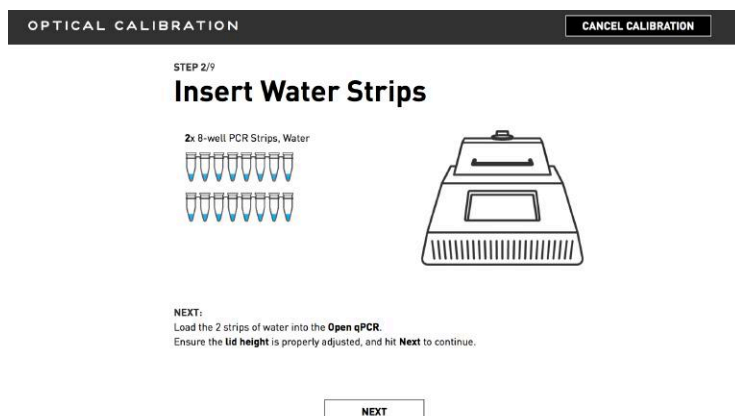 OPTICAL CALIBRATION
CANCEL CALIBRATION
STEP 2/9
Insert Water Strips
2x 8-well PCR Strips, Water
NEXT:
Load the 2 strips of water into the Open qPCR.
Ensure the lid height is properly adjusted, and hit Next to continue.
NEXT